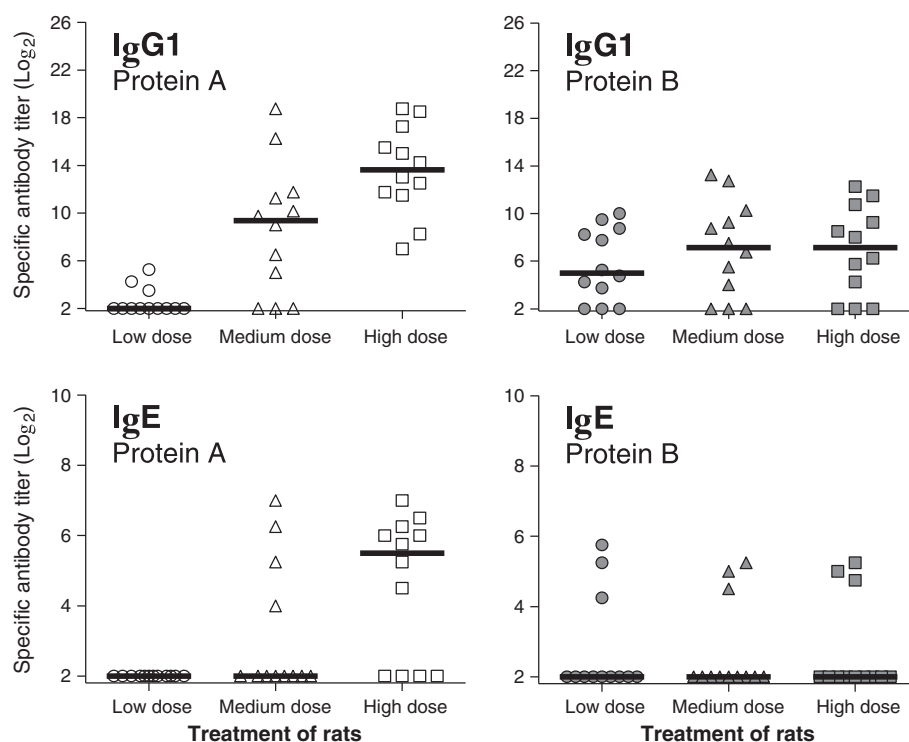 IgG1
Protein A
Specific antibody titer (Log2)
26
22
18
14
10
6
2
Low dose
Medium dose
High dose
IgG1
Protein B
26
22
18
14
10
6
2
Low dose
Medium dose
High dose
IgE
Protein A
Specific antibody titer (Log2)
10
8
6
4
2
Low dose
Medium dose
High dose
Treatment of rats
IgE
Protein B
10
8
6
4
2
Low dose
Medium dose
High dose
Treatment of rats